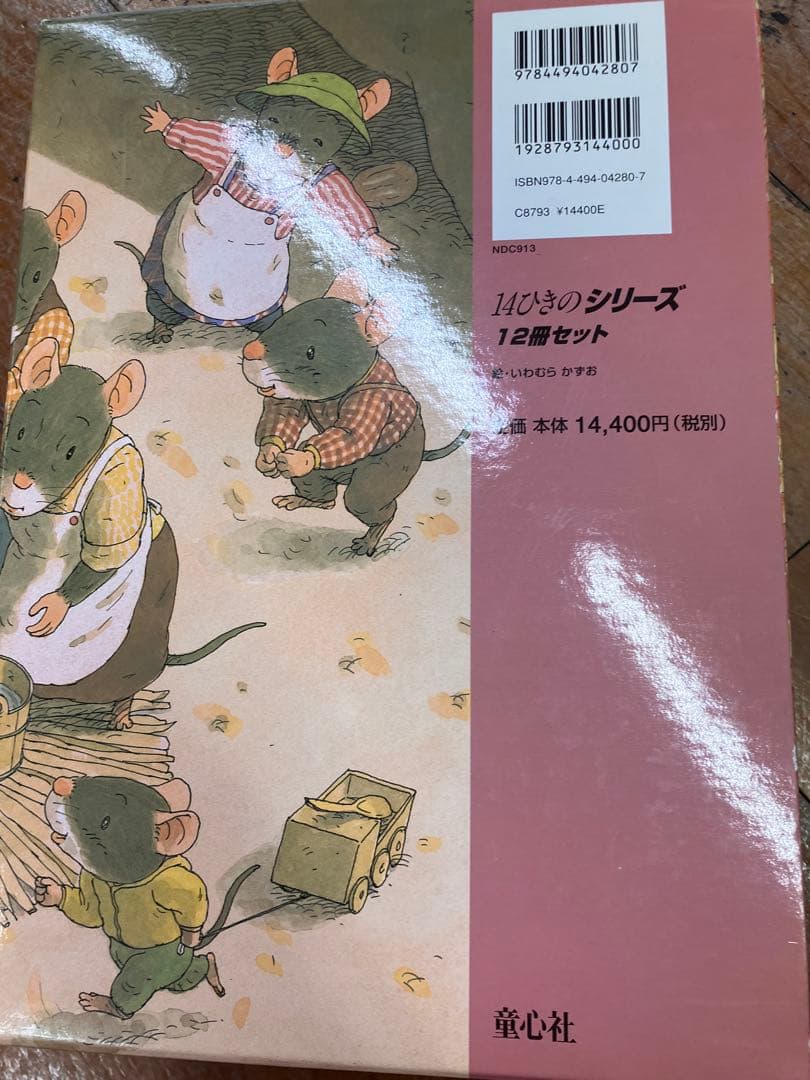 9784494042807
1928793144000
ISBN978-4-494-04280-7
C8793 ¥14400E
NDC913
14ひきのシリーズ
12冊セット
絵・いわむら かずお
価 本体 14,400円(税別)
童心社